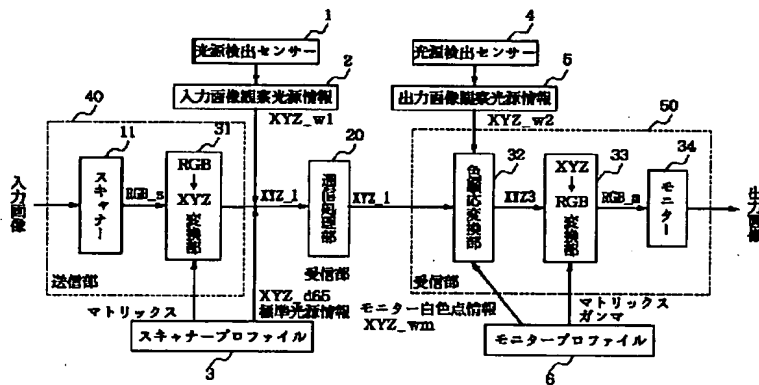 1
光源検出センサー
4
光源検出センサー
2
入力画像観察光源情報
5
出力画像観察光源情報
XYZ_w1
XYZ_w2
40
50
11
31
20
32
33
34
入力画像
スキャナー
RGB_s
RGB
XYZ
変換部
XYZ_1
XYZ_1
色順応変換部
XYZ3
XYZ
RGB
変換部
RGB_m
モニター
出力画像
送信部
受信部
受信部
マトリックス
XYZ_d65
標準光源情報
モニター白色点情報
XYZ_wm
マトリックス
ガンマ
スキャナープロファイル
モニタープロファイル
3
6